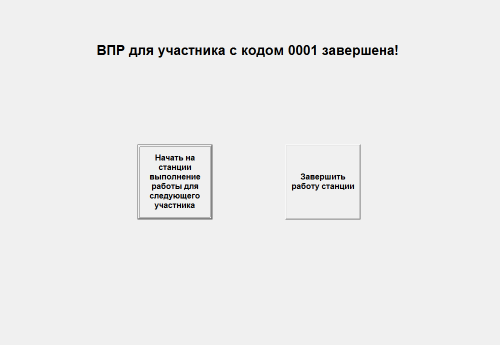 ВПР для участника с кодом 0001 завершена!
Начать на
станции
выполнение
работы для
следующего
участника
Завершить
работу станции